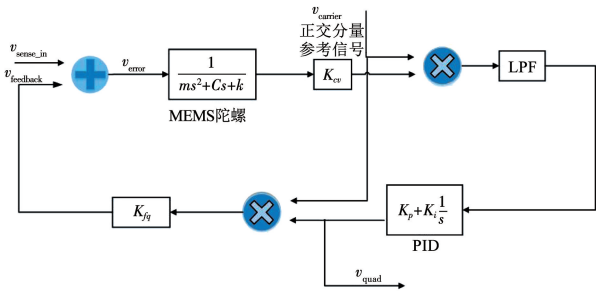 v_carrier
正交分量
参考信号
v_sense_in
v_feedback
v_error
1
ms²+Cs+k
MEMS陀螺
K_cv
LPF
K_fq
K_p+K_i 1/s
PID
v_quad